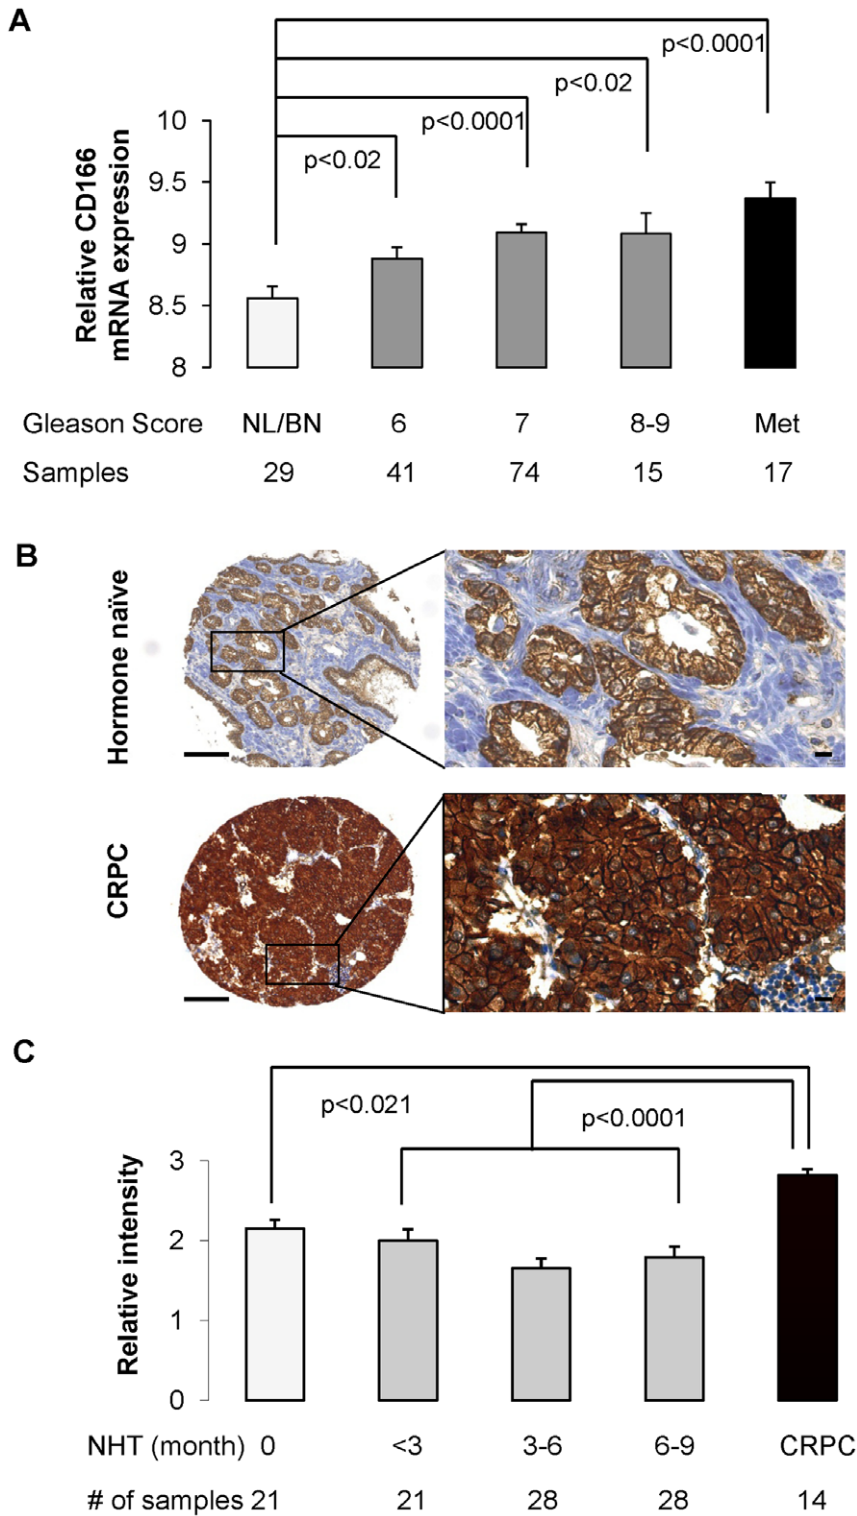 A
p<0.0001
p<0.02
p<0.0001
p<0.02
Relative CD166
mRNA expression
10
9.5
9
8.5
8
Gleason Score NL/BN 6 7 8-9 Met
Samples 29 41 74 15 17
B
Hormone naïve
CRPC
C
p<0.021
p<0.0001
Relative intensity
3
2
1
0
NHT (month) 0 <3 3-6 6-9 CRPC
# of samples 21 21 28 28 14